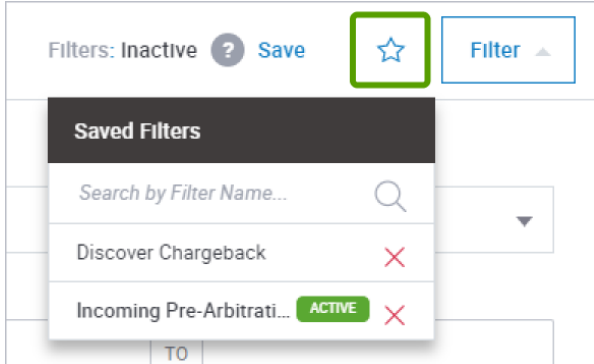 Filters: Inactive ? Save Filter
Saved Filters
Search by Filter Name...
Discover Chargeback
Incoming Pre-Arbitrati... ACTIVE
TO